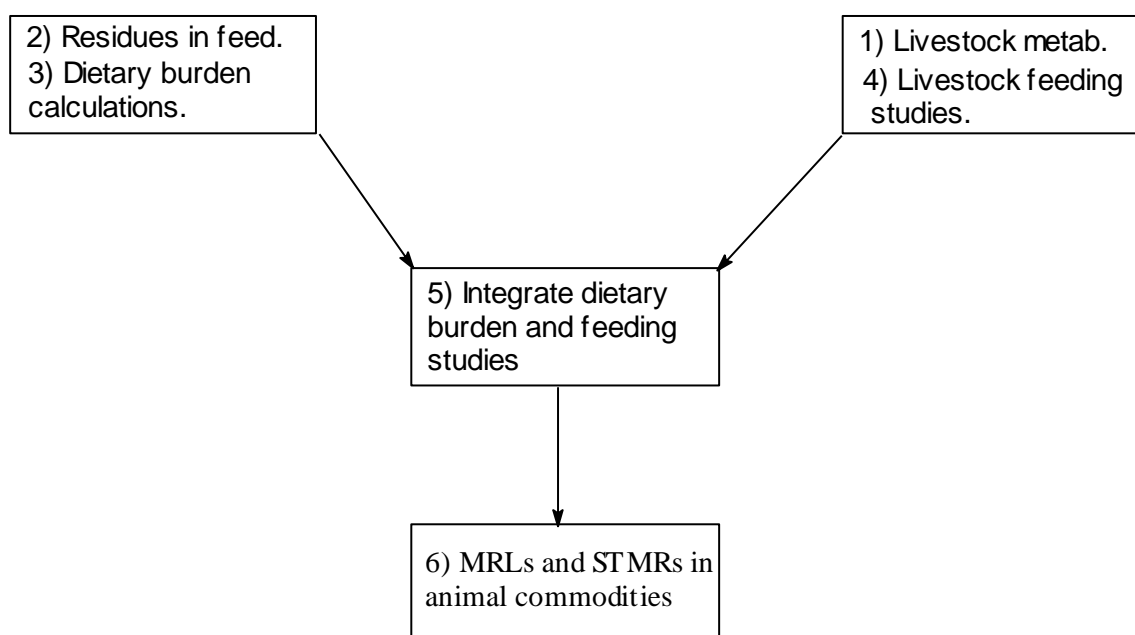 2) Residues in feed.
3) Dietary burden
calculations.
1) Livestock metab.
4) Livestock feeding
studies.
5) Integrate dietary
burden and feeding
studies
6) MRLs and STMRs in
animal commodities